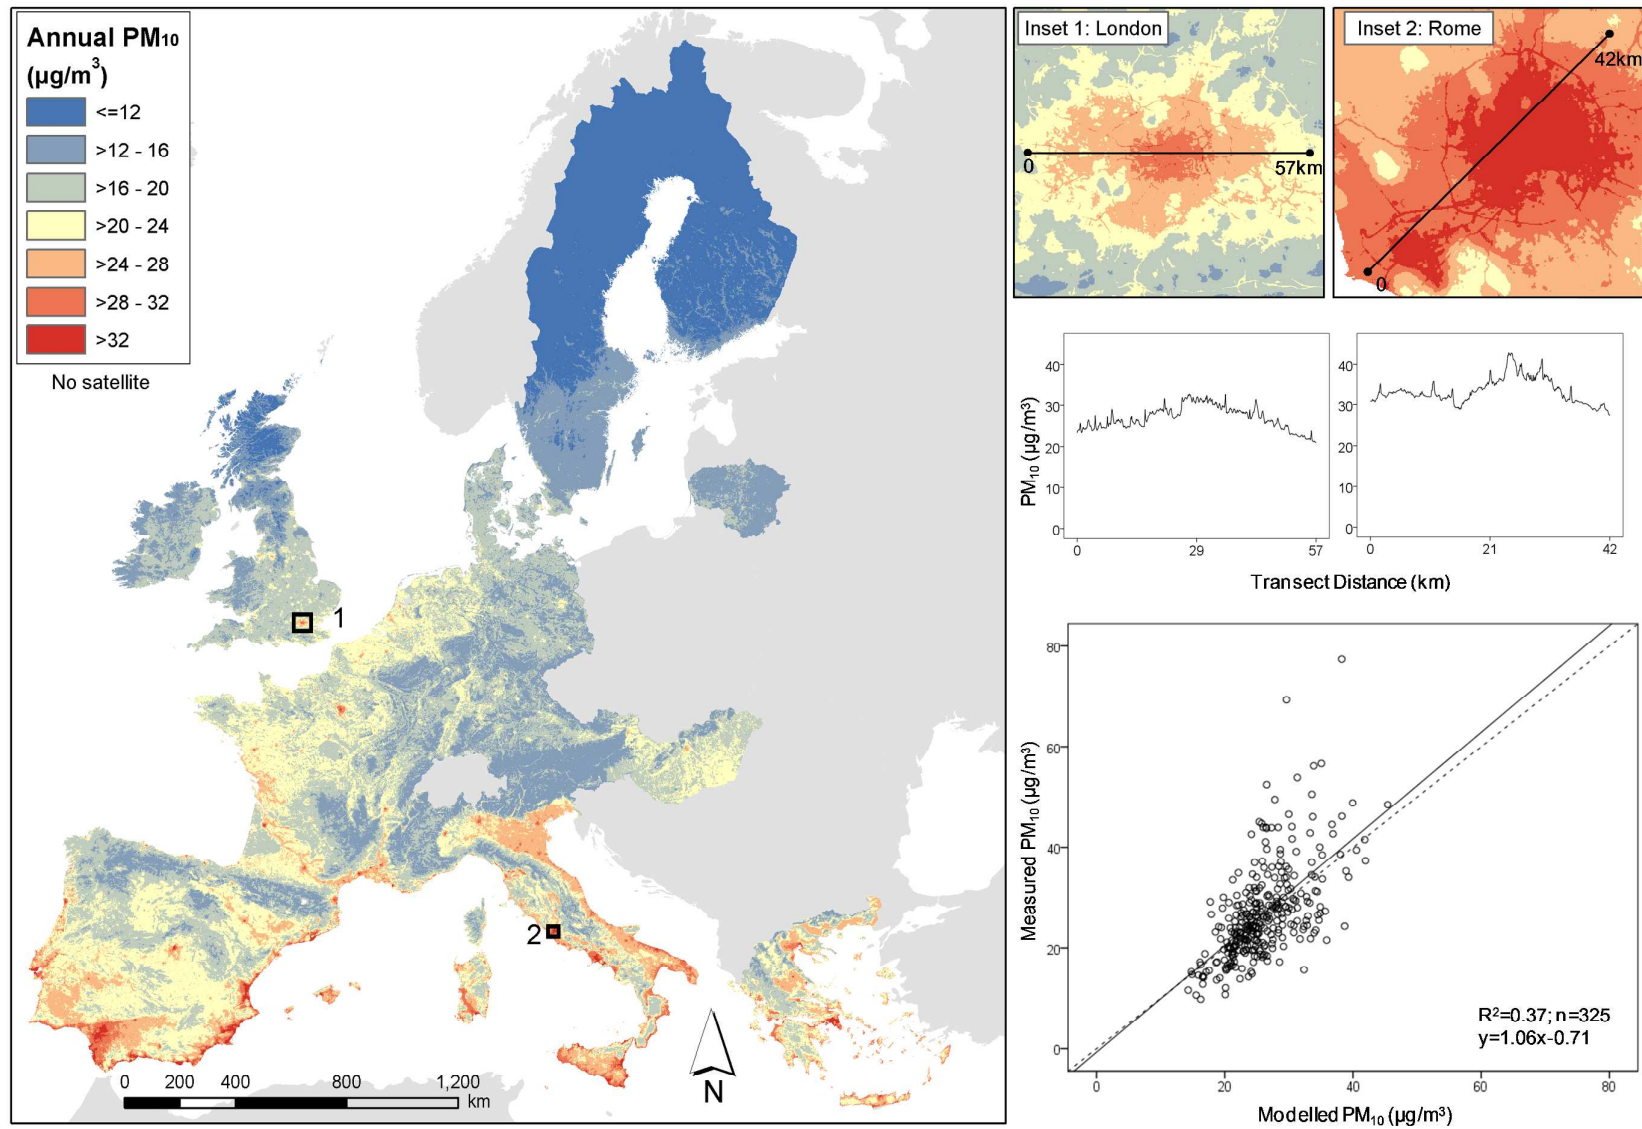 Annual PM₁₀
(µg/m³)
<=12
>12 - 16
>16 - 20
>20 - 24
>24 - 28
>28 - 32
>32
No satellite
1
2
0 200 400 800 1,200
km
N
Inset 1: London
0
57km
Inset 2: Rome
42km
0
PM₁₀ (µg/m³)
40
30
20
10
0
0 29 57
40
30
20
10
0
0 21 42
Transect Distance (km)
Measured PM₁₀ (µg/m³)
80
60
40
20
0
R²=0.37; n=325
y=1.06x-0.71
0 20 40 60 80
Modelled PM₁₀ (µg/m³)